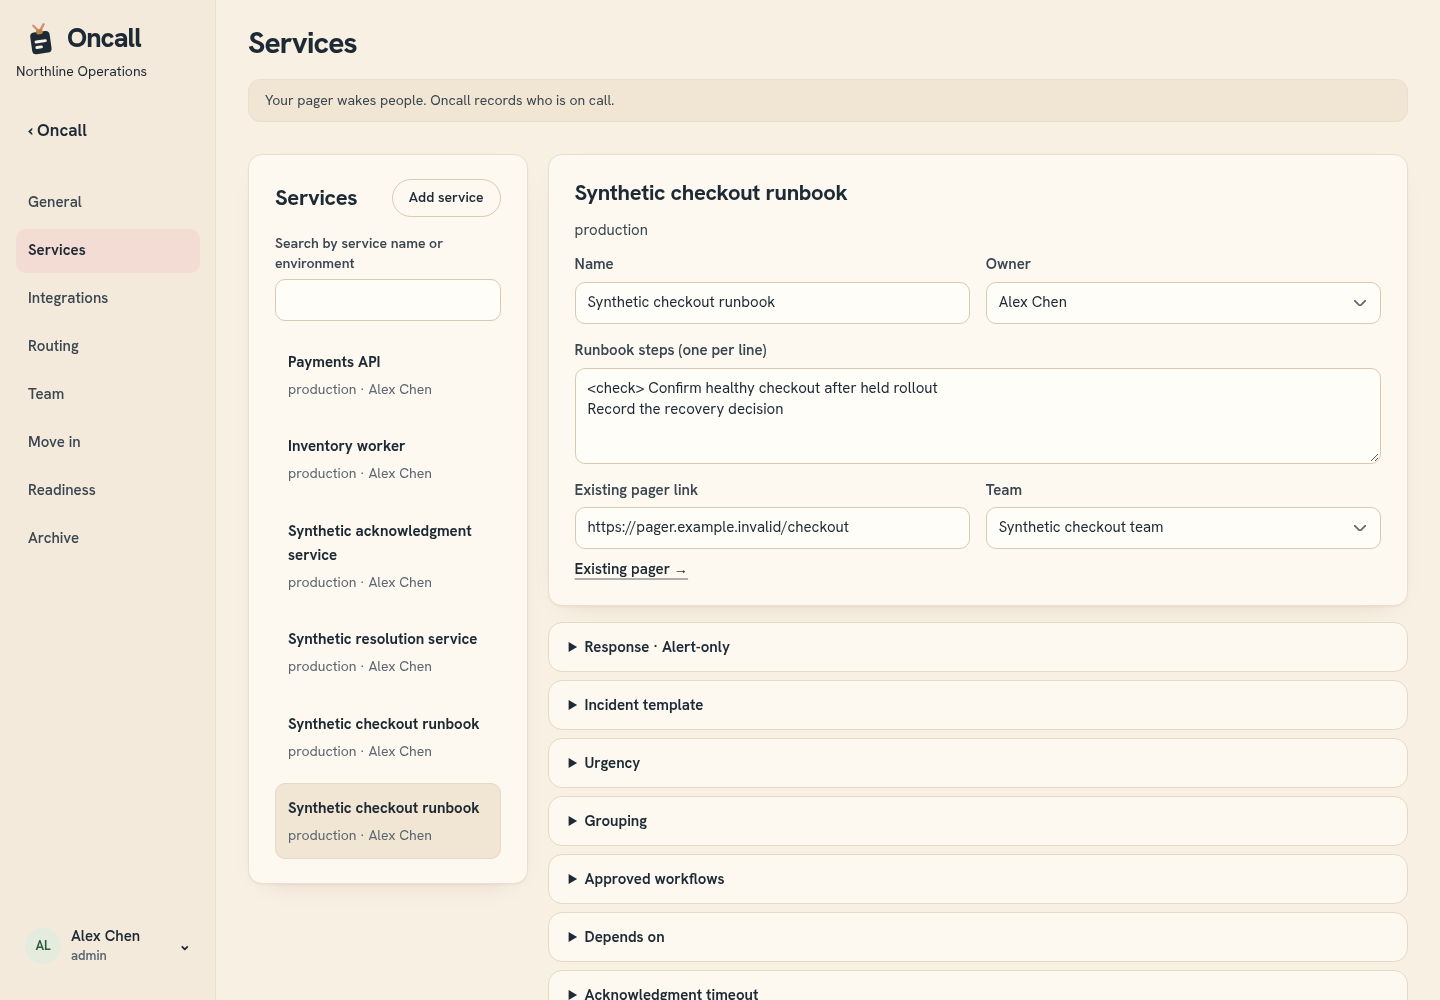 Oncall
Northline Operations
‹ Oncall
General
Services
Integrations
Routing
Team
Move in
Readiness
Archive
AL
Alex Chen
admin
Services
Your pager wakes people. Oncall records who is on call.
Services
Add service
Search by service name or
environment
Payments API
production · Alex Chen
Inventory worker
production · Alex Chen
Synthetic acknowledgment
service
production · Alex Chen
Synthetic resolution service
production · Alex Chen
Synthetic checkout runbook
production · Alex Chen
Synthetic checkout runbook
production · Alex Chen
Synthetic checkout runbook
production
Name
Owner
Synthetic checkout runbook
Alex Chen
Runbook steps (one per line)
<check> Confirm healthy checkout after held rollout
Record the recovery decision
Existing pager link
Team
https://pager.example.invalid/checkout
Synthetic checkout team
Existing pager →
Response · Alert-only
Incident template
Urgency
Grouping
Approved workflows
Depends on
Acknowledgment timeout